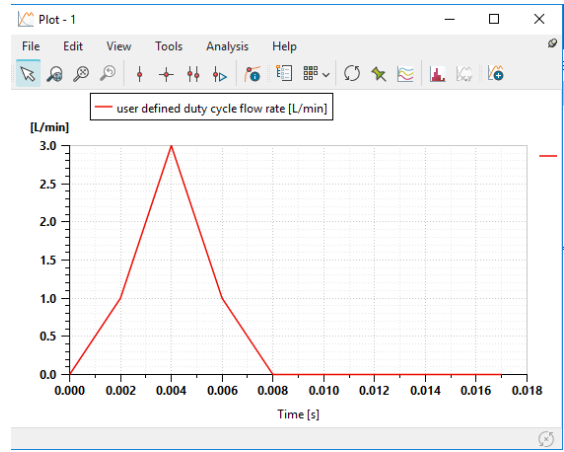 Plot - 1
File Edit View Tools Analysis Help
user defined duty cycle flow rate [L/min]
[L/min]
3.0
2.5
2.0
1.5
1.0
0.5
0.0
0.000 0.002 0.004 0.006 0.008 0.010 0.012 0.014 0.016 0.018
Time [s]